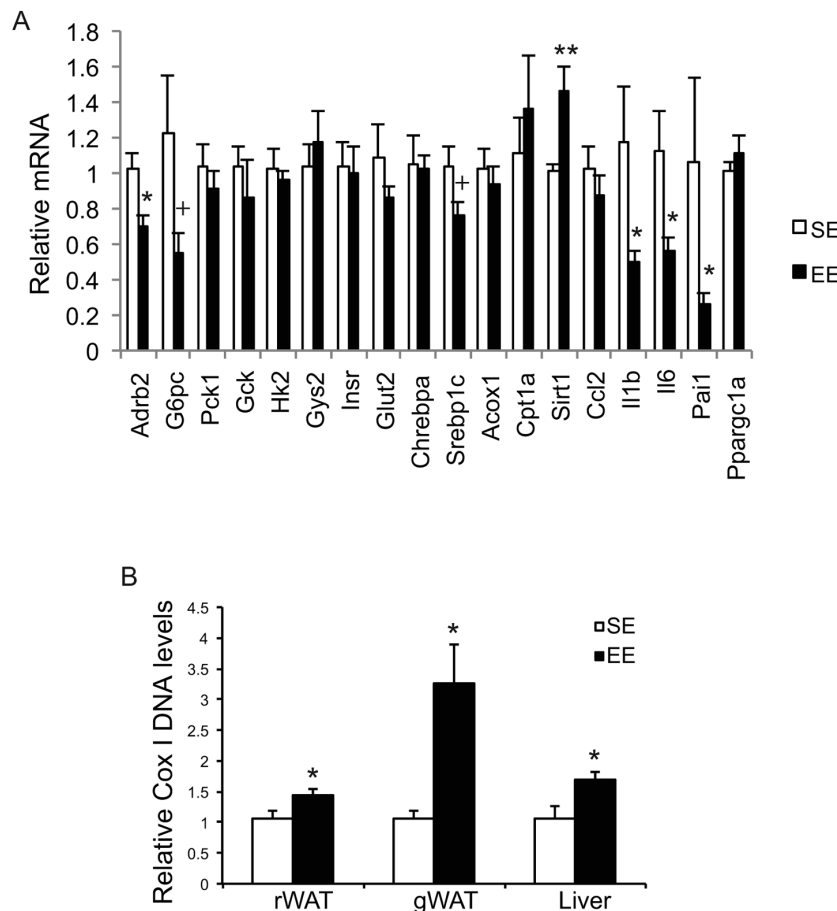 A
Relative mRNA
1.8
1.6
1.4
1.2
1
0.8
0.6
0.4
0.2
0
*
+
+
**
*
*
*
SE
EE
Adrb2
G6pc
Pck1
Gck
Hk2
Gys2
Insr
Glut2
Chrebpa
Srebp1c
Acox1
Cpt1a
Sirt1
Ccl2
Il1b
Il6
Pai1
Ppargc1a
B
Relative Cox I DNA levels
4.5
4
3.5
3
2.5
2
1.5
1
0.5
0
*
*
*
SE
EE
rWAT
gWAT
Liver